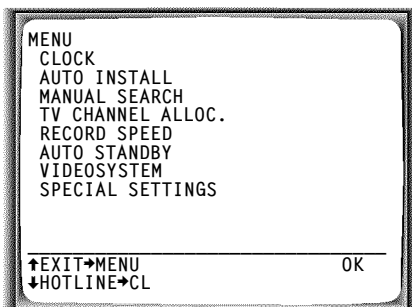 MENU
CLOCK
AUTO INSTALL
MANUAL SEARCH
TV CHANNEL ALLOC.
RECORD SPEED
AUTO STANDBY
VIDEOSYSTEM
SPECIAL SETTINGS
↑EXIT→MENU OK
↓HOTLINE→CL